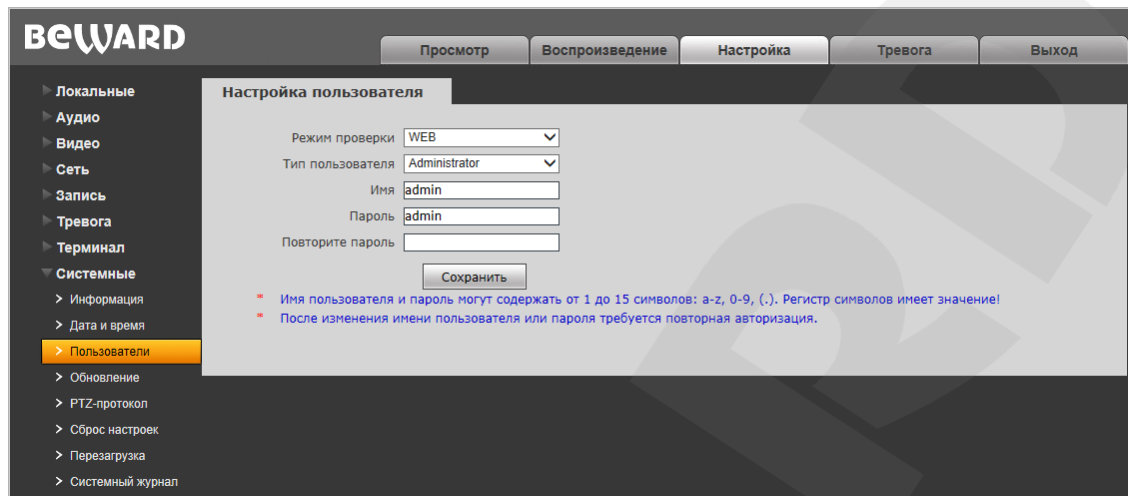 BEWARD
Просмотр
Воспроизведение
Настройка
Тревога
Выход
Локальные
Аудио
Видео
Сеть
Запись
Тревога
Терминал
Системные
Информация
Дата и время
Пользователи
Обновление
PTZ-протокол
Сброс настроек
Перезагрузка
Системный журнал
Настройка пользователя
Режим проверки WEB
Тип пользователя Administrator
Имя admin
Пароль admin
Повторите пароль
Сохранить
* Имя пользователя и пароль могут содержать от 1 до 15 символов: a-z, 0-9, (.). Регистр символов имеет значение!
* После изменения имени пользователя или пароля требуется повторная авторизация.